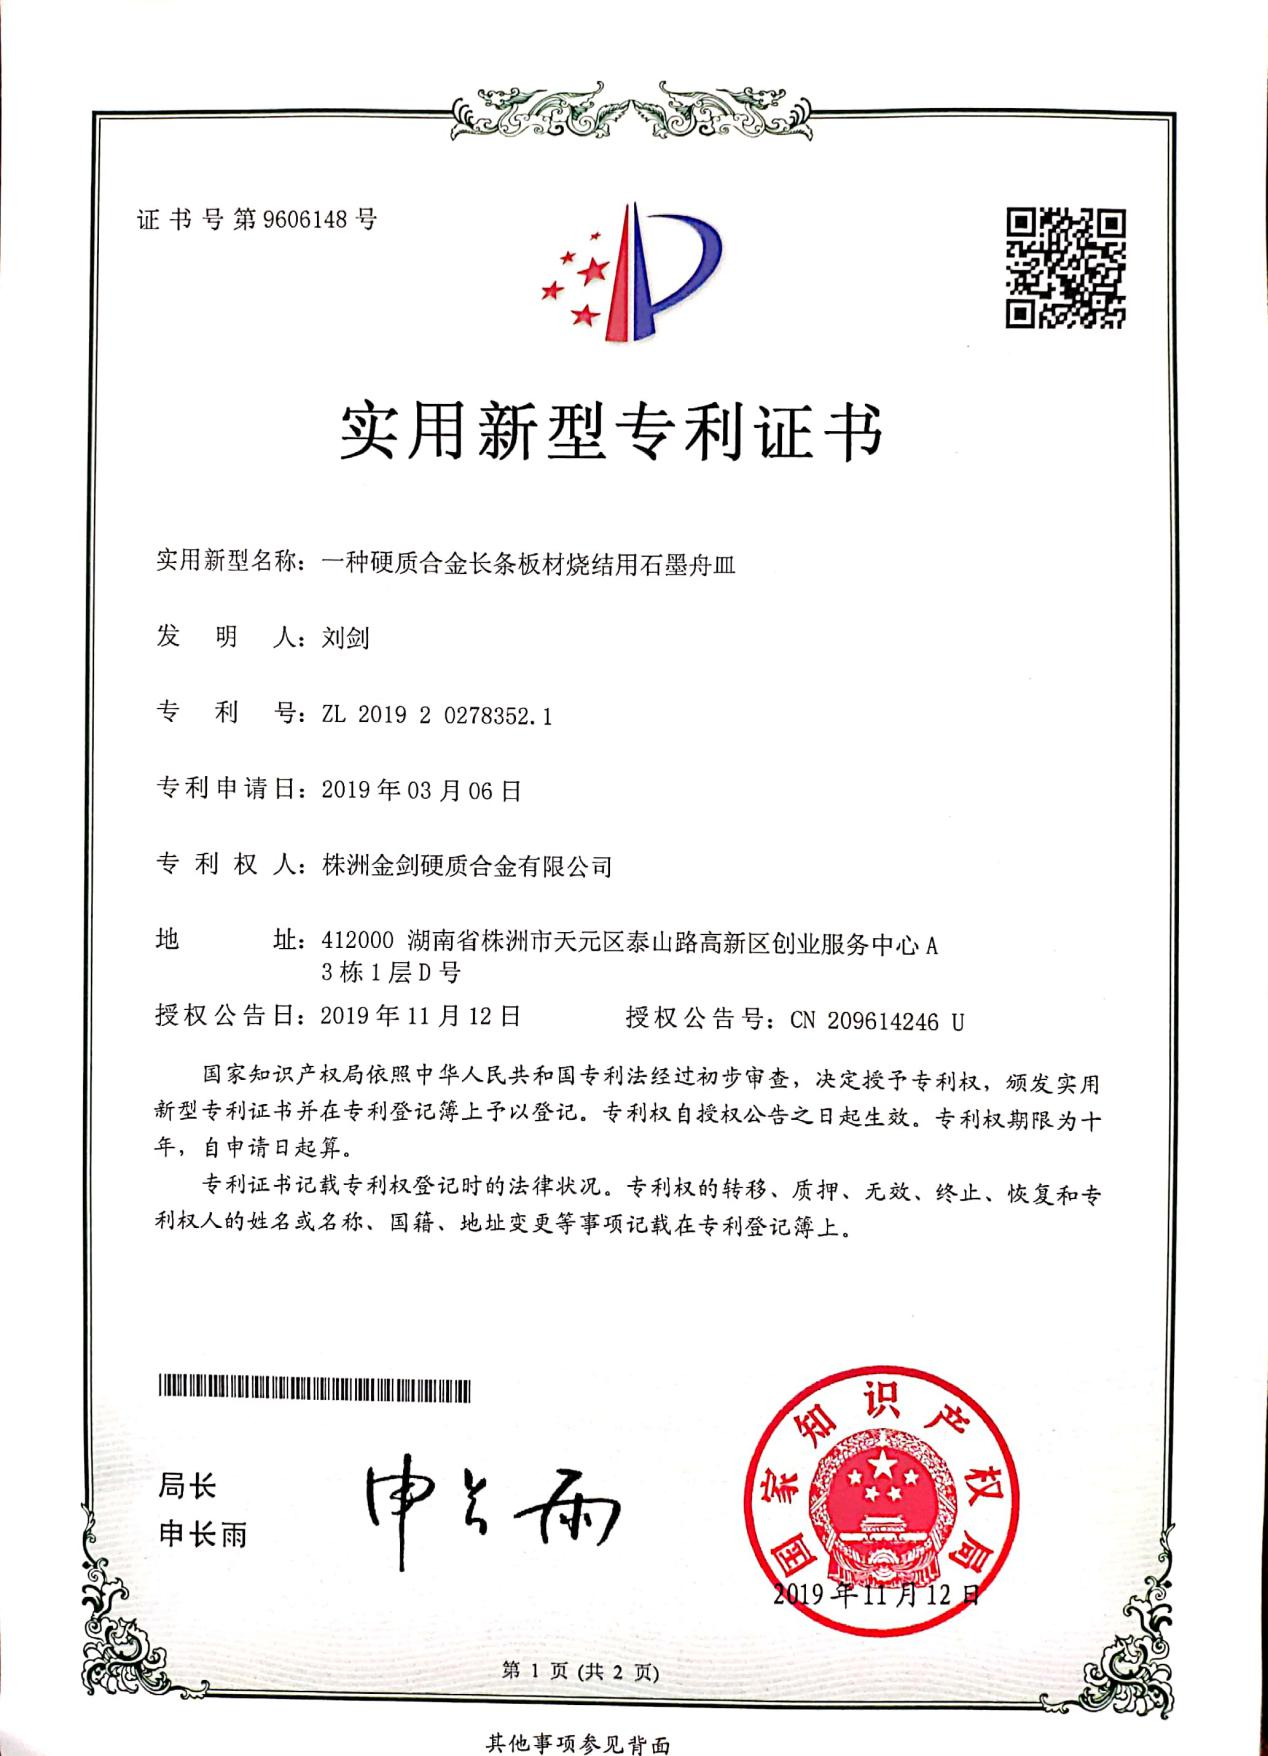 证书号第9606148号
实用新型专利证书
实用新型名称：一种硬质合金长条板材烧结用石墨舟皿
发明人：刘剑
专利号：ZL 2019 2 0278352.1
专利申请日：2019年03月06日
专利权人：株洲金剑硬质合金有限公司
地址：412000 湖南省株洲市天元区泰山路高新区创业服务中心A
3栋1层D号
授权公告日：2019年11月12日 授权公告号：CN 209614246 U
国家知识产权局依照中华人民共和国专利法经过初步审查，决定授予专利权，颁发实用
新型专利证书并在专利登记簿上予以登记。专利权自授权公告之日起生效。专利权期限为十
年，自申请日起算。
专利证书记载专利权登记时的法律状况。专利权的转移、质押、无效、终止、恢复和专
利权人的姓名或名称、国籍、地址变更等事项记载在专利登记簿上。
局长
申长雨
申长雨
国家知识产权局
2019年11月12日
第 1 页 (共 2 页)
其他事项参见背面